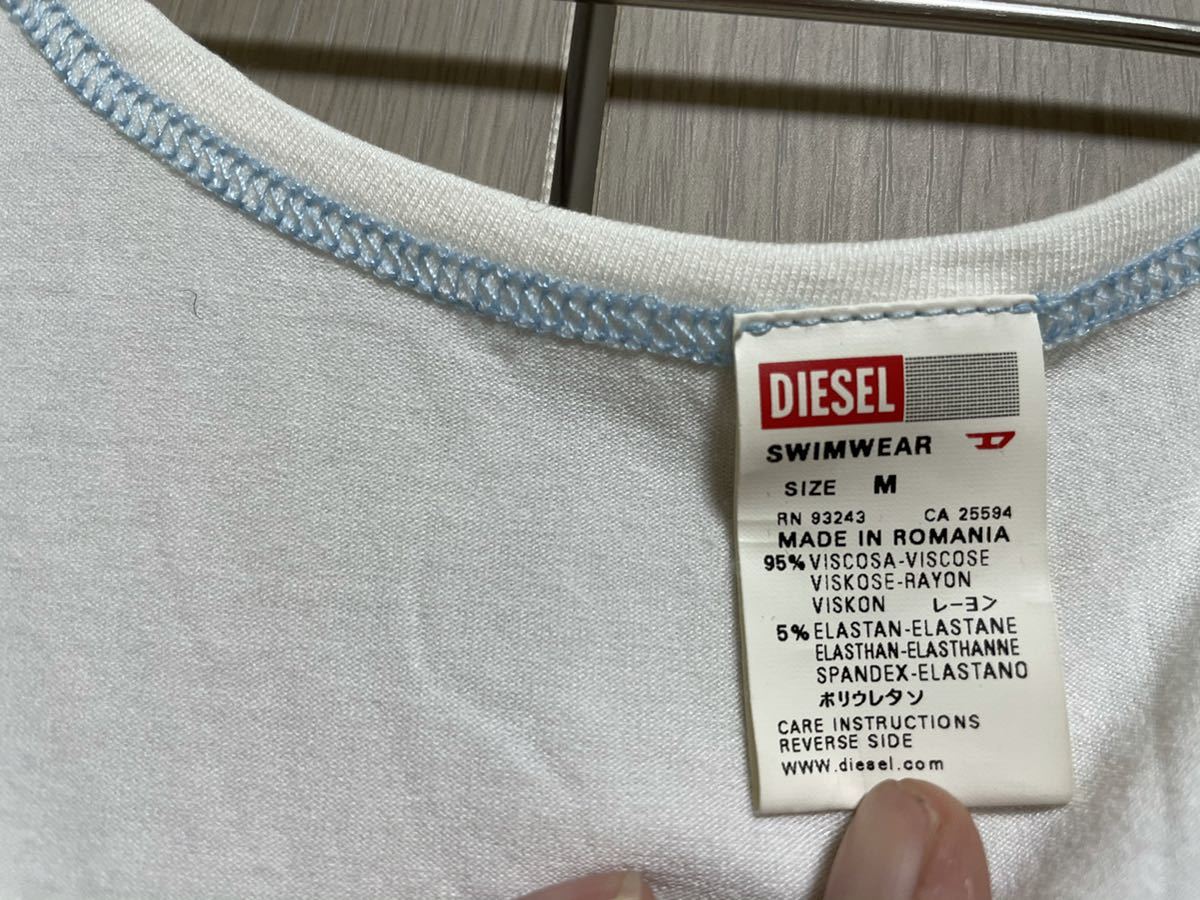 DIESEL
SWIMWEAR
SIZE M
RN 93243 CA 25594
MADE IN ROMANIA
95% VISCOSA-VISCOSE
VISKOSE-RAYON
VISKON レーヨン
5% ELASTAN-ELASTANE
ELASTHAN-ELASTHANNE
SPANDEX-ELASTANO
ポリウレタン
CARE INSTRUCTIONS
REVERSE SIDE
www.diesel.com